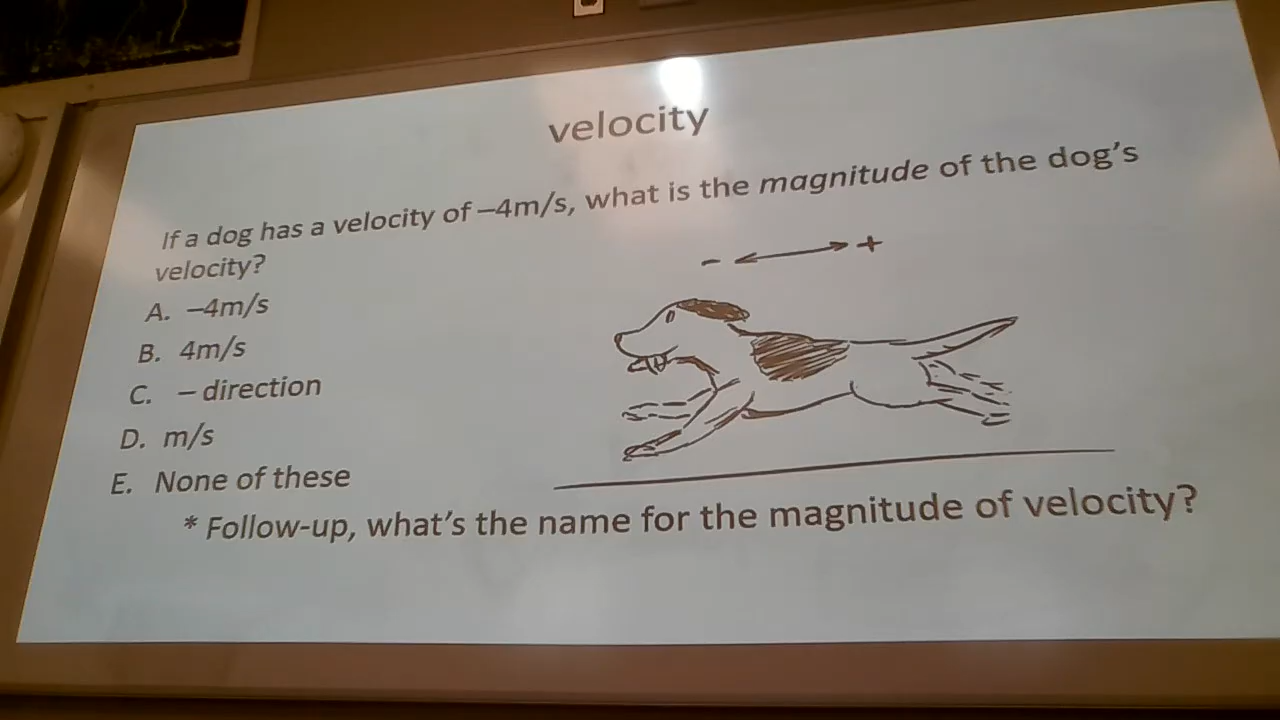 velocity
If a dog has a velocity of –4m/s, what is the magnitude of the dog's
velocity?
– +
A. –4m/s
B. 4m/s
C. – direction
D. m/s
E. None of these
* Follow-up, what's the name for the magnitude of velocity?